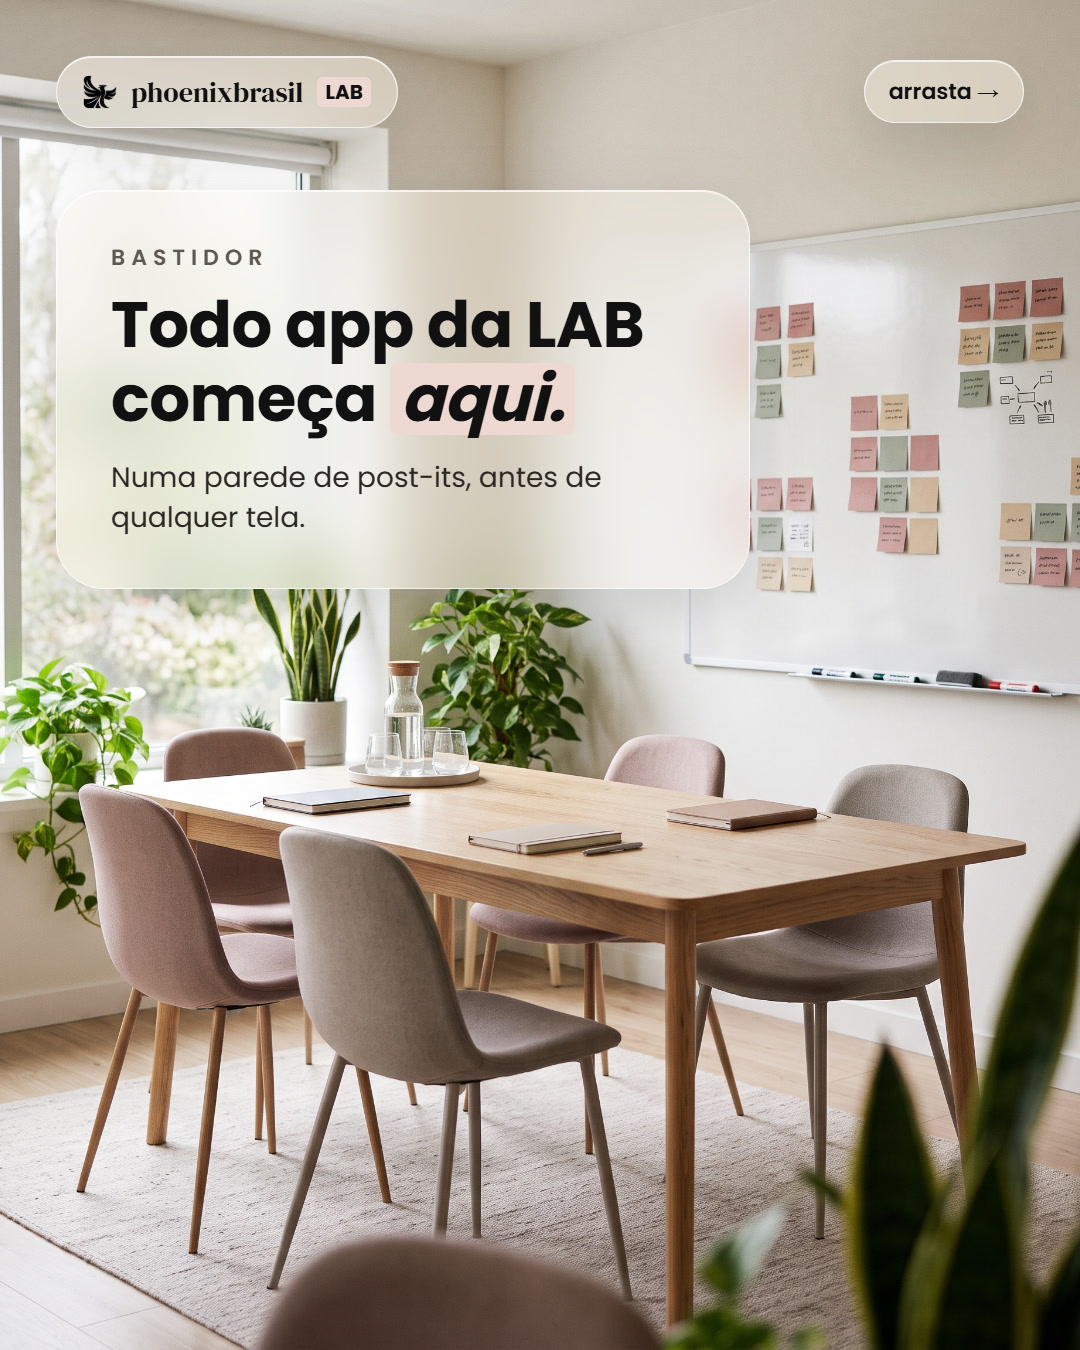 phoenixbrasil LAB
arrasta →
BASTIDOR
Todo app da LAB
começa aqui.
Numa parede de post-its, antes de
qualquer tela.